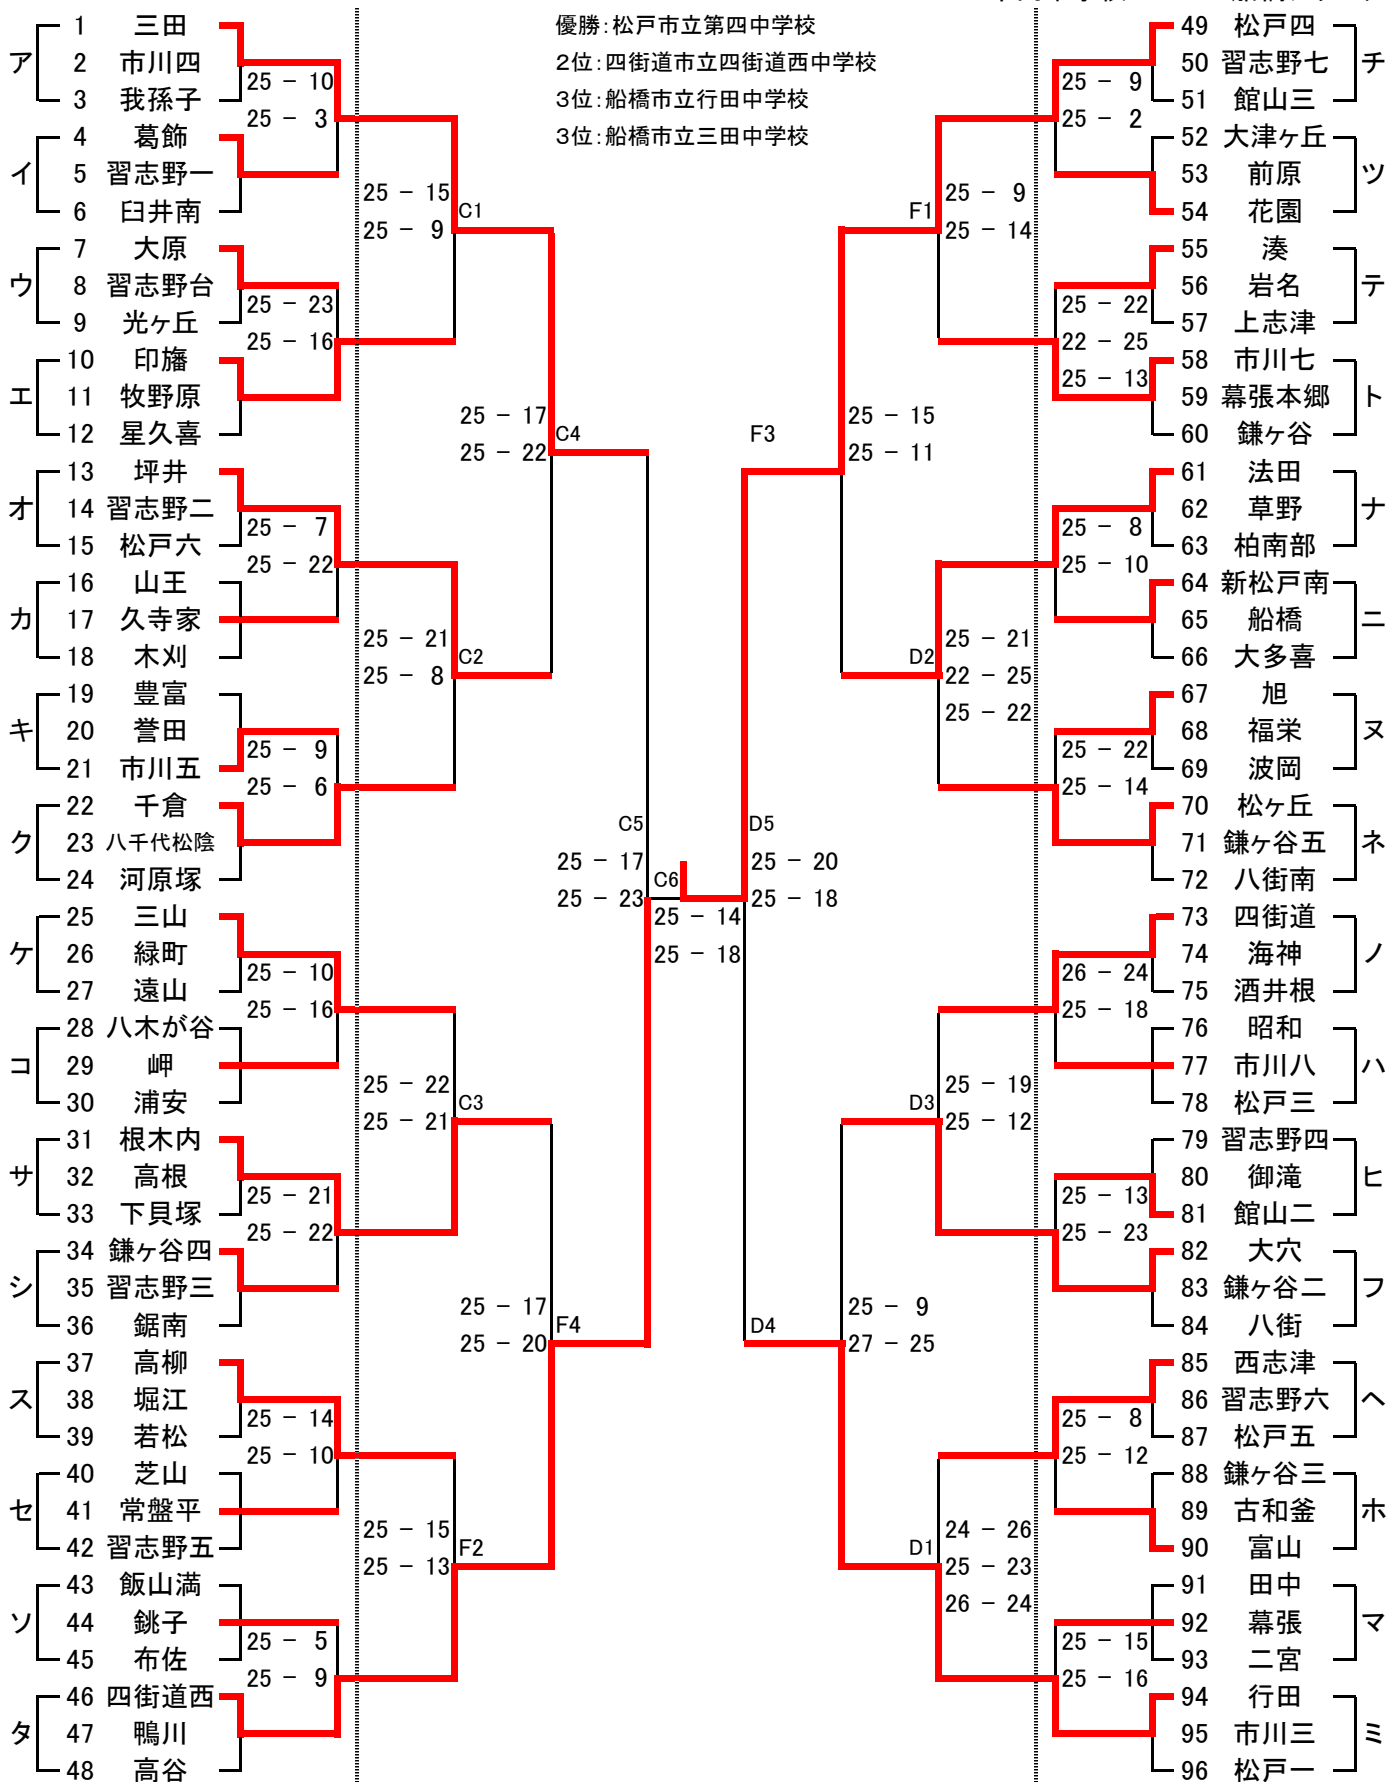 優勝：松戸市立第四中学校
2位：四街道市立四街道西中学校
3位：船橋市立行田中学校
3位：船橋市立三田中学校
ア
1 三田
2 市川四
3 我孫子
25 － 10
25 － 3
イ
4 葛飾
5 習志野一
6 臼井南
25 － 15
25 － 9
C1
ウ
7 大原
8 習志野台
9 光ヶ丘
25 － 23
25 － 16
エ
10 印旛
11 牧野原
12 星久喜
25 － 17
25 － 22
C4
オ
13 坪井
14 習志野二
15 松戸六
25 － 7
25 － 22
カ
16 山王
17 久寺家
18 木刈
25 － 21
25 － 8
C2
キ
19 豊富
20 誉田
21 市川五
25 － 9
25 － 6
ク
22 千倉
23 八千代松陰
24 河原塚
C5
25 － 17
25 － 23
C6
25 － 14
25 － 18
ケ
25 三山
26 緑町
27 遠山
25 － 10
25 － 16
コ
28 八木が谷
29 岬
30 浦安
25 － 22
25 － 21
C3
サ
31 根木内
32 高根
33 下貝塚
25 － 21
25 － 22
シ
34 鎌ヶ谷四
35 習志野三
36 鋸南
25 － 17
25 － 20
F4
ス
37 高柳
38 堀江
39 若松
25 － 14
25 － 10
セ
40 芝山
41 常盤平
42 習志野五
25 － 15
25 － 13
F2
ソ
43 飯山満
44 銚子
45 布佐
25 － 5
25 － 9
タ
46 四街道西
47 鴨川
48 高谷
49 松戸四
50 習志野七
51 館山三
チ
25 － 9
25 － 2
52 大津ヶ丘
53 前原
54 花園
ツ
F1
25 － 9
25 － 14
55 湊
56 岩名
57 上志津
テ
25 － 22
22 － 25
25 － 13
58 市川七
59 幕張本郷
60 鎌ヶ谷
ト
F3
25 － 15
25 － 11
61 法田
62 草野
63 柏南部
ナ
25 － 8
25 － 10
64 新松戸南
65 船橋
66 大多喜
ニ
D2
25 － 21
22 － 25
25 － 22
67 旭
68 福栄
69 波岡
ヌ
25 － 22
25 － 14
70 松ヶ丘
71 鎌ヶ谷五
72 八街南
ネ
D5
25 － 20
25 － 18
73 四街道
74 海神
75 酒井根
ノ
26 － 24
25 － 18
76 昭和
77 市川八
78 松戸三
ハ
D3
25 － 19
25 － 12
79 習志野四
80 御滝
81 館山二
ヒ
25 － 13
25 － 23
82 大穴
83 鎌ヶ谷二
84 八街
フ
D4
25 － 9
27 － 25
85 西志津
86 習志野六
87 松戸五
ヘ
25 － 8
25 － 12
88 鎌ヶ谷三
89 古和釜
90 富山
ホ
D1
24 － 26
25 － 23
26 － 24
91 田中
92 幕張
93 二宮
マ
25 － 15
25 － 16
94 行田
95 市川三
96 松戸一
ミ